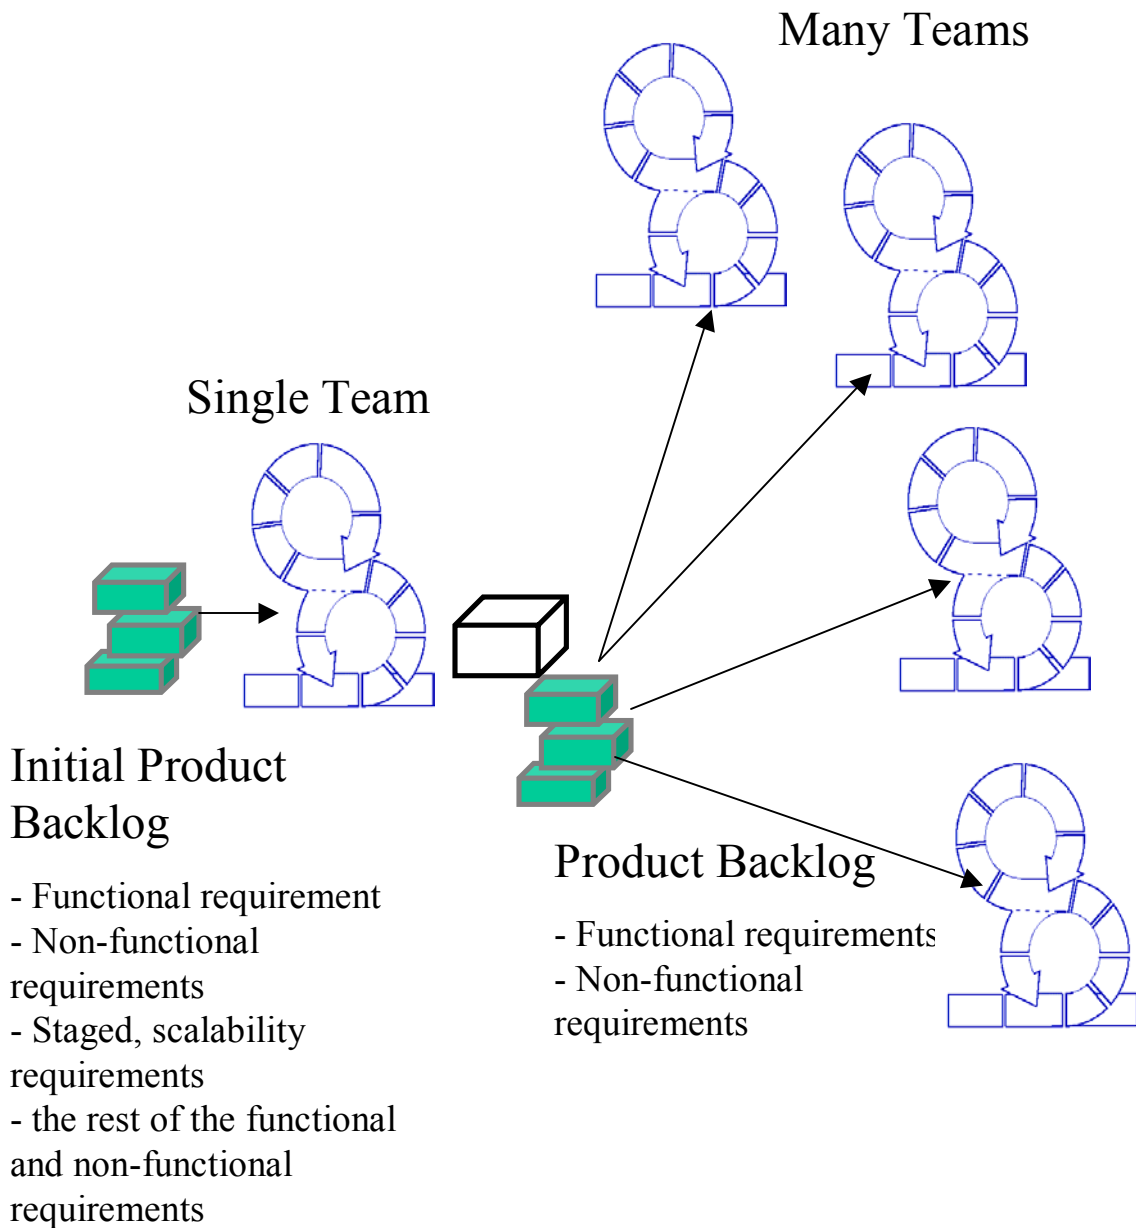 Many Teams
Single Team
Initial Product
Backlog
- Functional requirement
- Non-functional
requirements
- Staged, scalability
requirements
- the rest of the functional
and non-functional
requirements
Product Backlog
- Functional requirements
- Non-functional
requirements